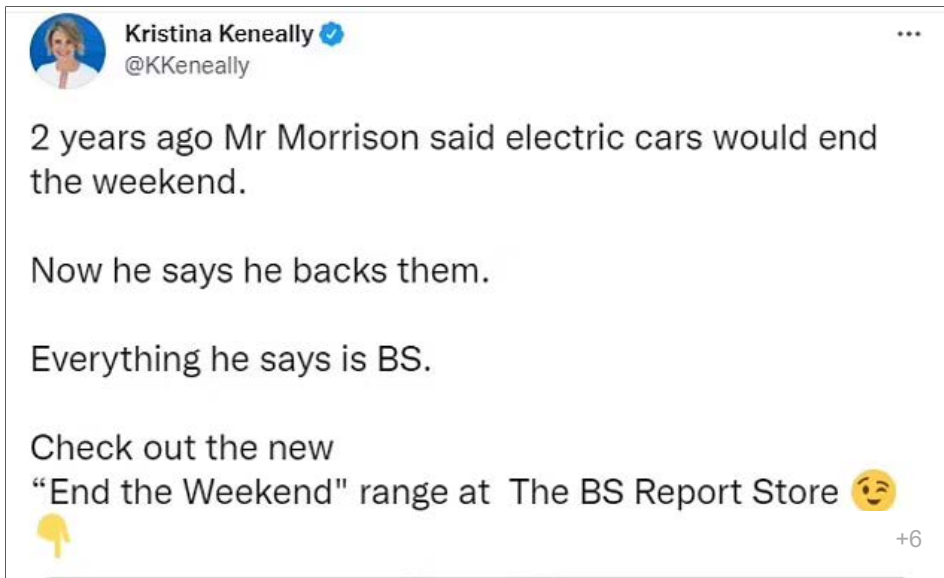 Kristina Keneally
@KKeneally
2 years ago Mr Morrison said electric cars would end
the weekend.
Now he says he backs them.
Everything he says is BS.
Check out the new
“End the Weekend" range at The BS Report Store 😉
👇
+6